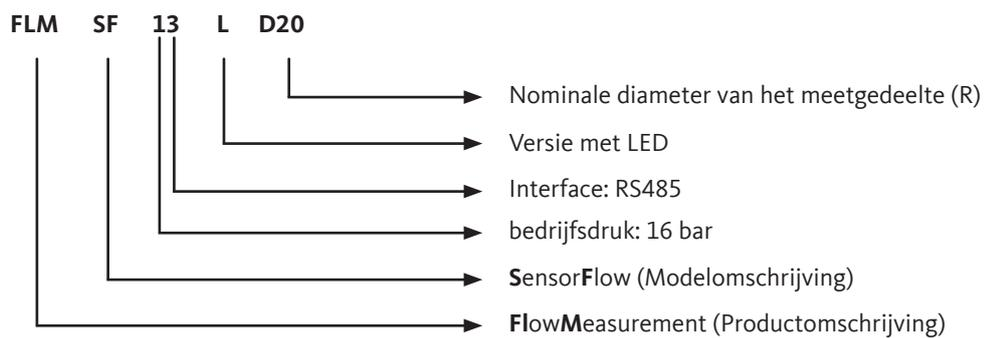 FLM SF 13 L D20
Nominale diameter van het meetgedeelte (R)
Versie met LED
Interface: RS485
bedrijfsdruk: 16 bar
SensorFlow (Modelomschrijving)
FlowMeasurement (Productomschrijving)